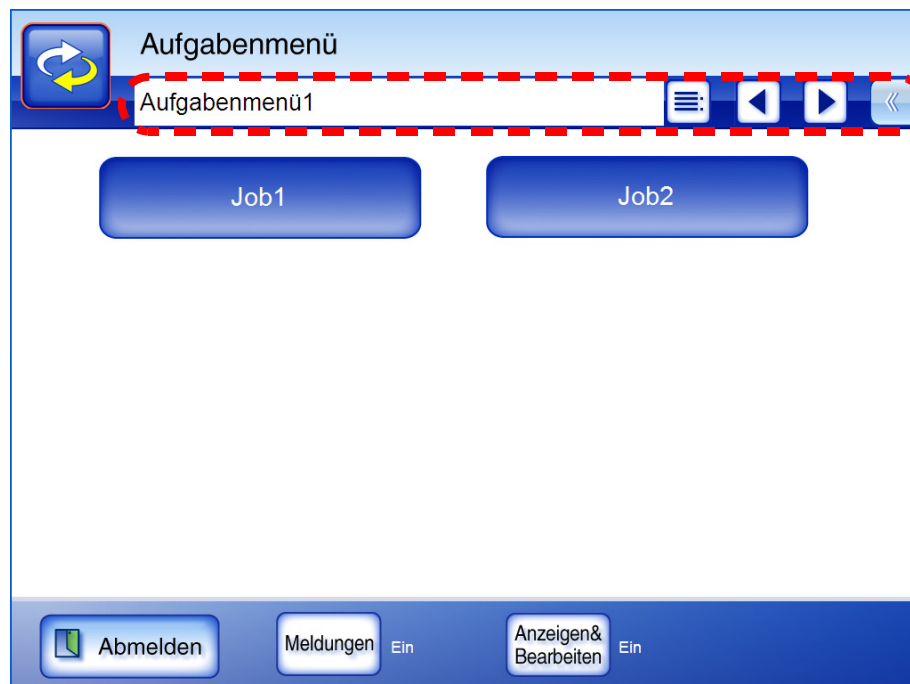 Aufgabenmenü
Aufgabenmenü1
Job1 Job2
Abmelden Meldungen Ein Anzeigen& Ein
Bearbeiten